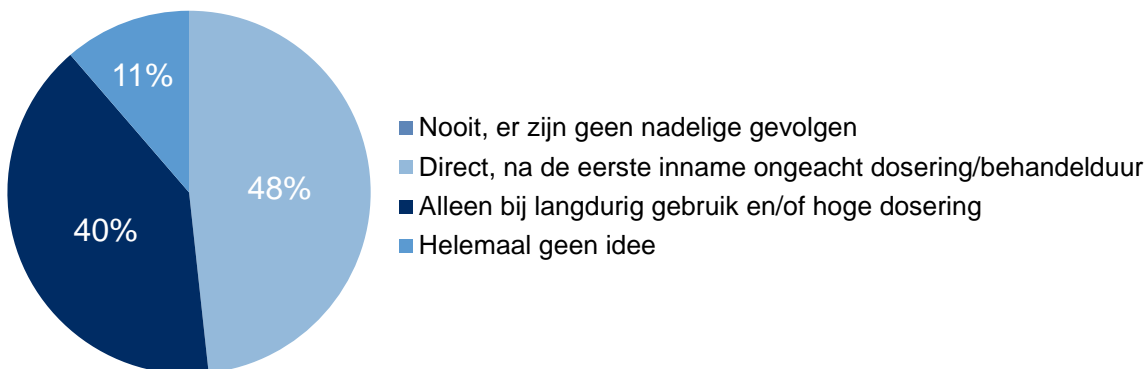 11%
48%
40%
Nooit, er zijn geen nadelige gevolgen
Direct, na de eerste inname ongeacht dosering/behandelduur
Alleen bij langdurig gebruik en/of hoge dosering
Helemaal geen idee